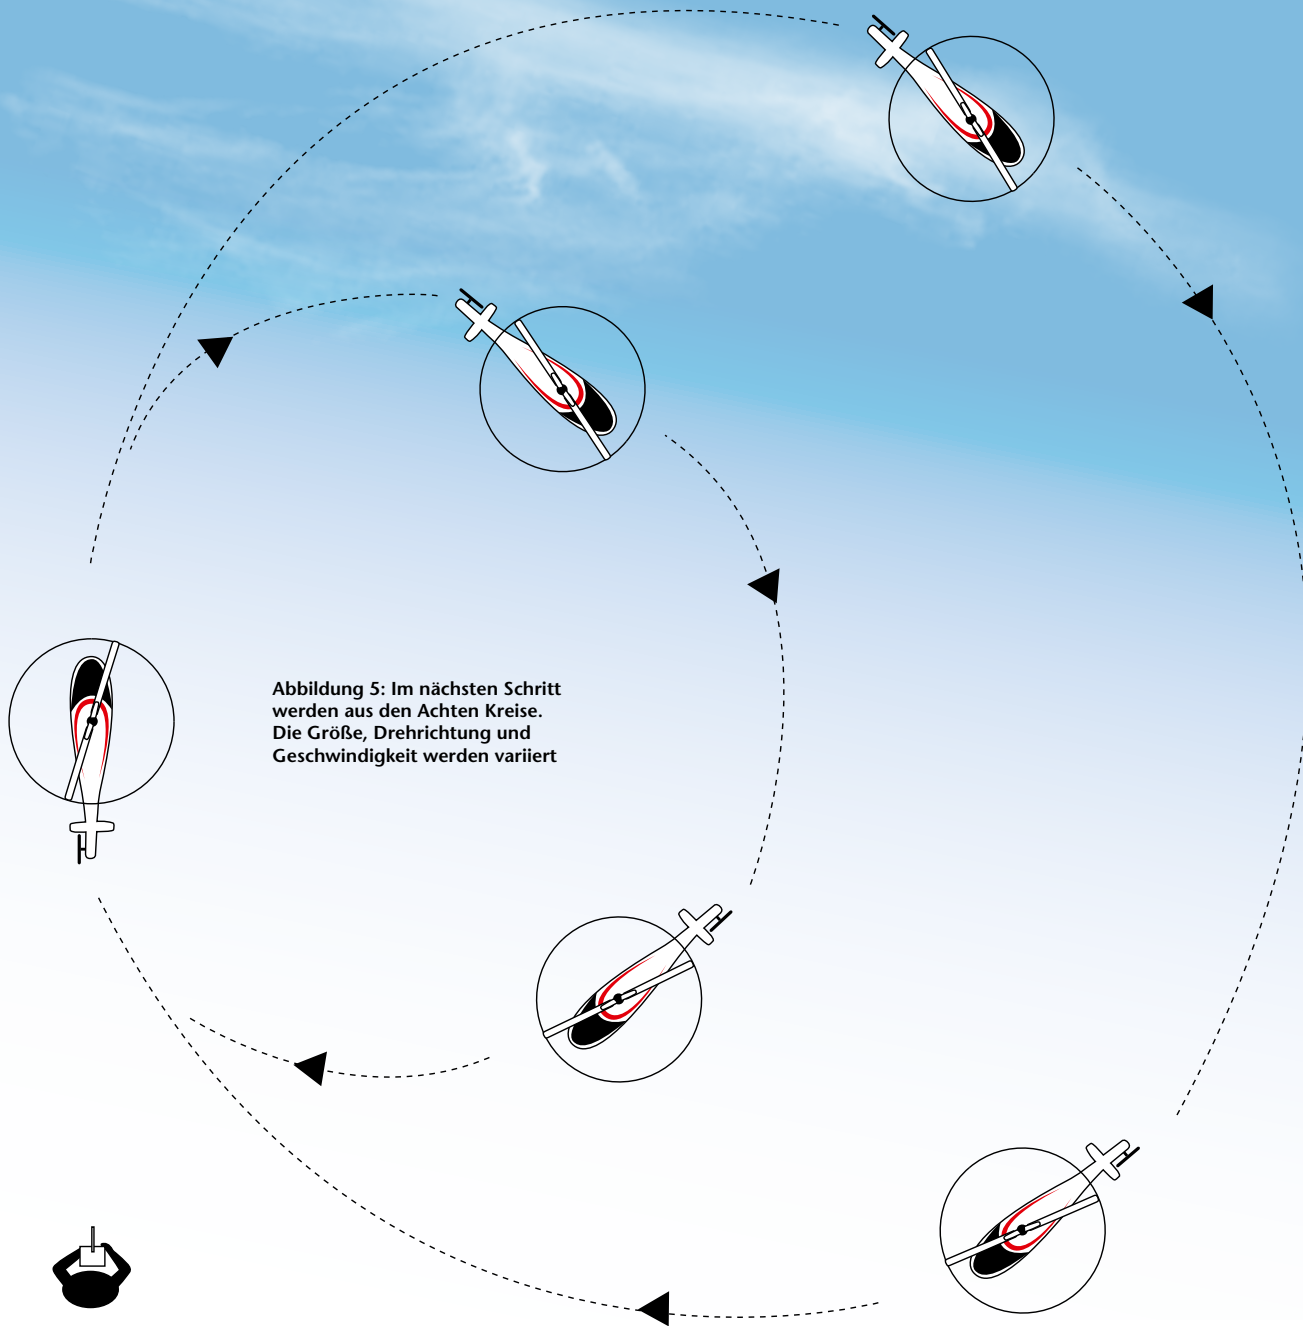 Abbildung 5: Im nächsten Schritt
werden aus den Achten Kreise.
Die Größe, Drehrichtung und
Geschwindigkeit werden variiert